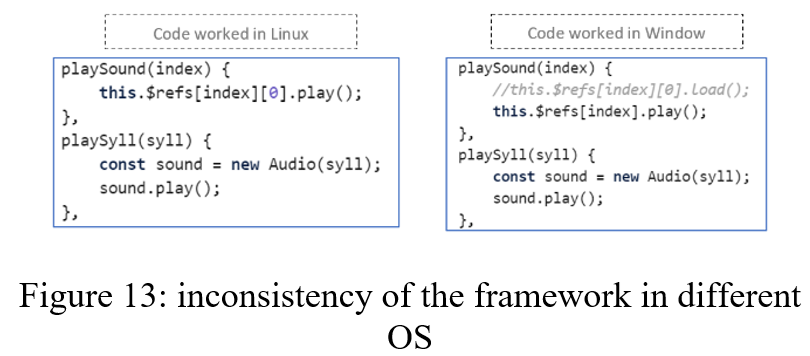 Code worked in Linux
playSound(index) {
    this.$refs[index][0].play();
},
playSyll(syll) {
    const sound = new Audio(syll);
    sound.play();
},
Code worked in Window
playSound(index) {
    //this.$refs[index][0].load();
    this.$refs[index].play();
},
playSyll(syll) {
    const sound = new Audio(syll);
    sound.play();
},
Figure 13: inconsistency of the framework in different
OS